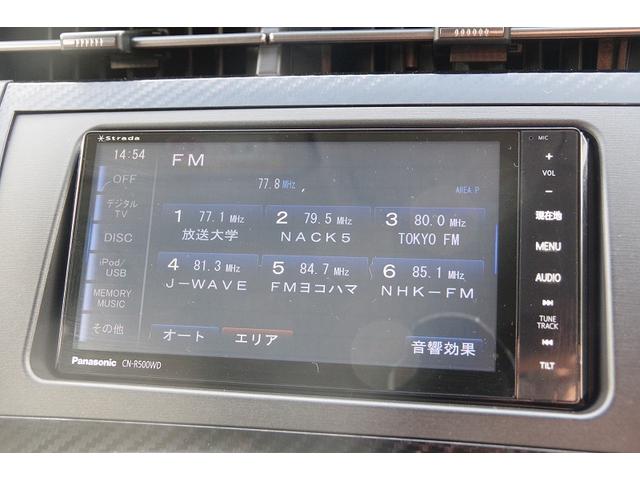 Strada
MIC
14:54 FM
OFF
77.8 MHz
AREA P
デジタル
TV
DISC
iPod/
USB
MEMORY
MUSIC
その他
1 77.1 MHz
放送大学
2 79.5 MHz
NACK5
3 80.0 MHz
TOKYO FM
4 81.3 MHz
J-WAVE
5 84.7 MHz
FMヨコハマ
6 85.1 MHz
NHK-FM
オート
エリア
音響効果
+
VOL
-
現在地
MENU
AUDIO
TUNE
TRACK
TILT
Panasonic CN-R500WD